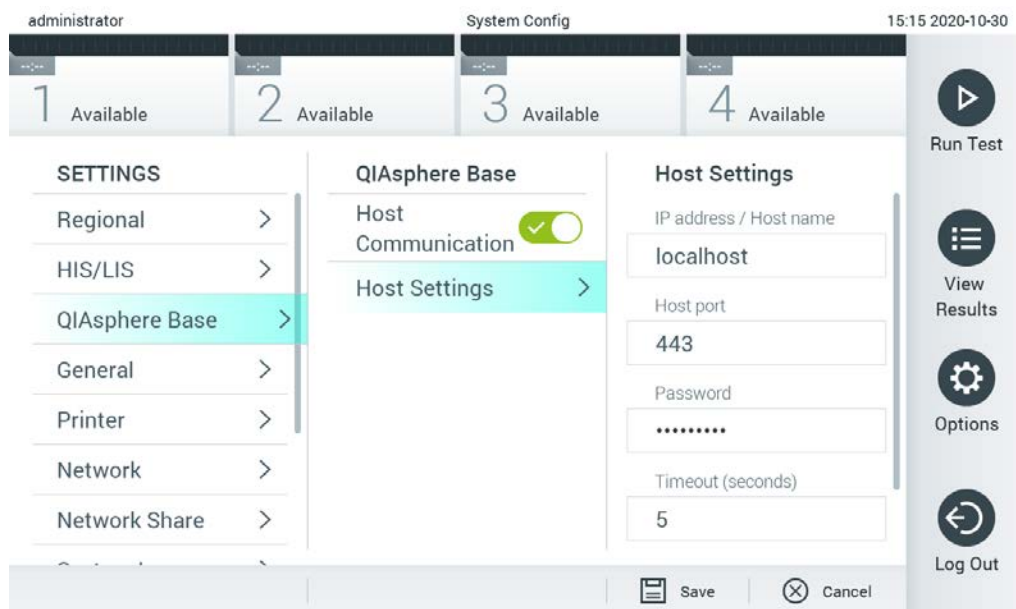 administrator
System Config
15:15 2020-10-30
--:--
--:--
--:--
--:--
1 Available
2 Available
3 Available
4 Available
Run Test
View
Results
Options
Log Out
SETTINGS
Regional
HIS/LIS
QIAsphere Base
General
Printer
Network
Network Share
QIAsphere Base
Host
Communication
Host Settings
Host Settings
IP address / Host name
localhost
Host port
443
Password
•••••••••
Timeout (seconds)
5
Save
Cancel